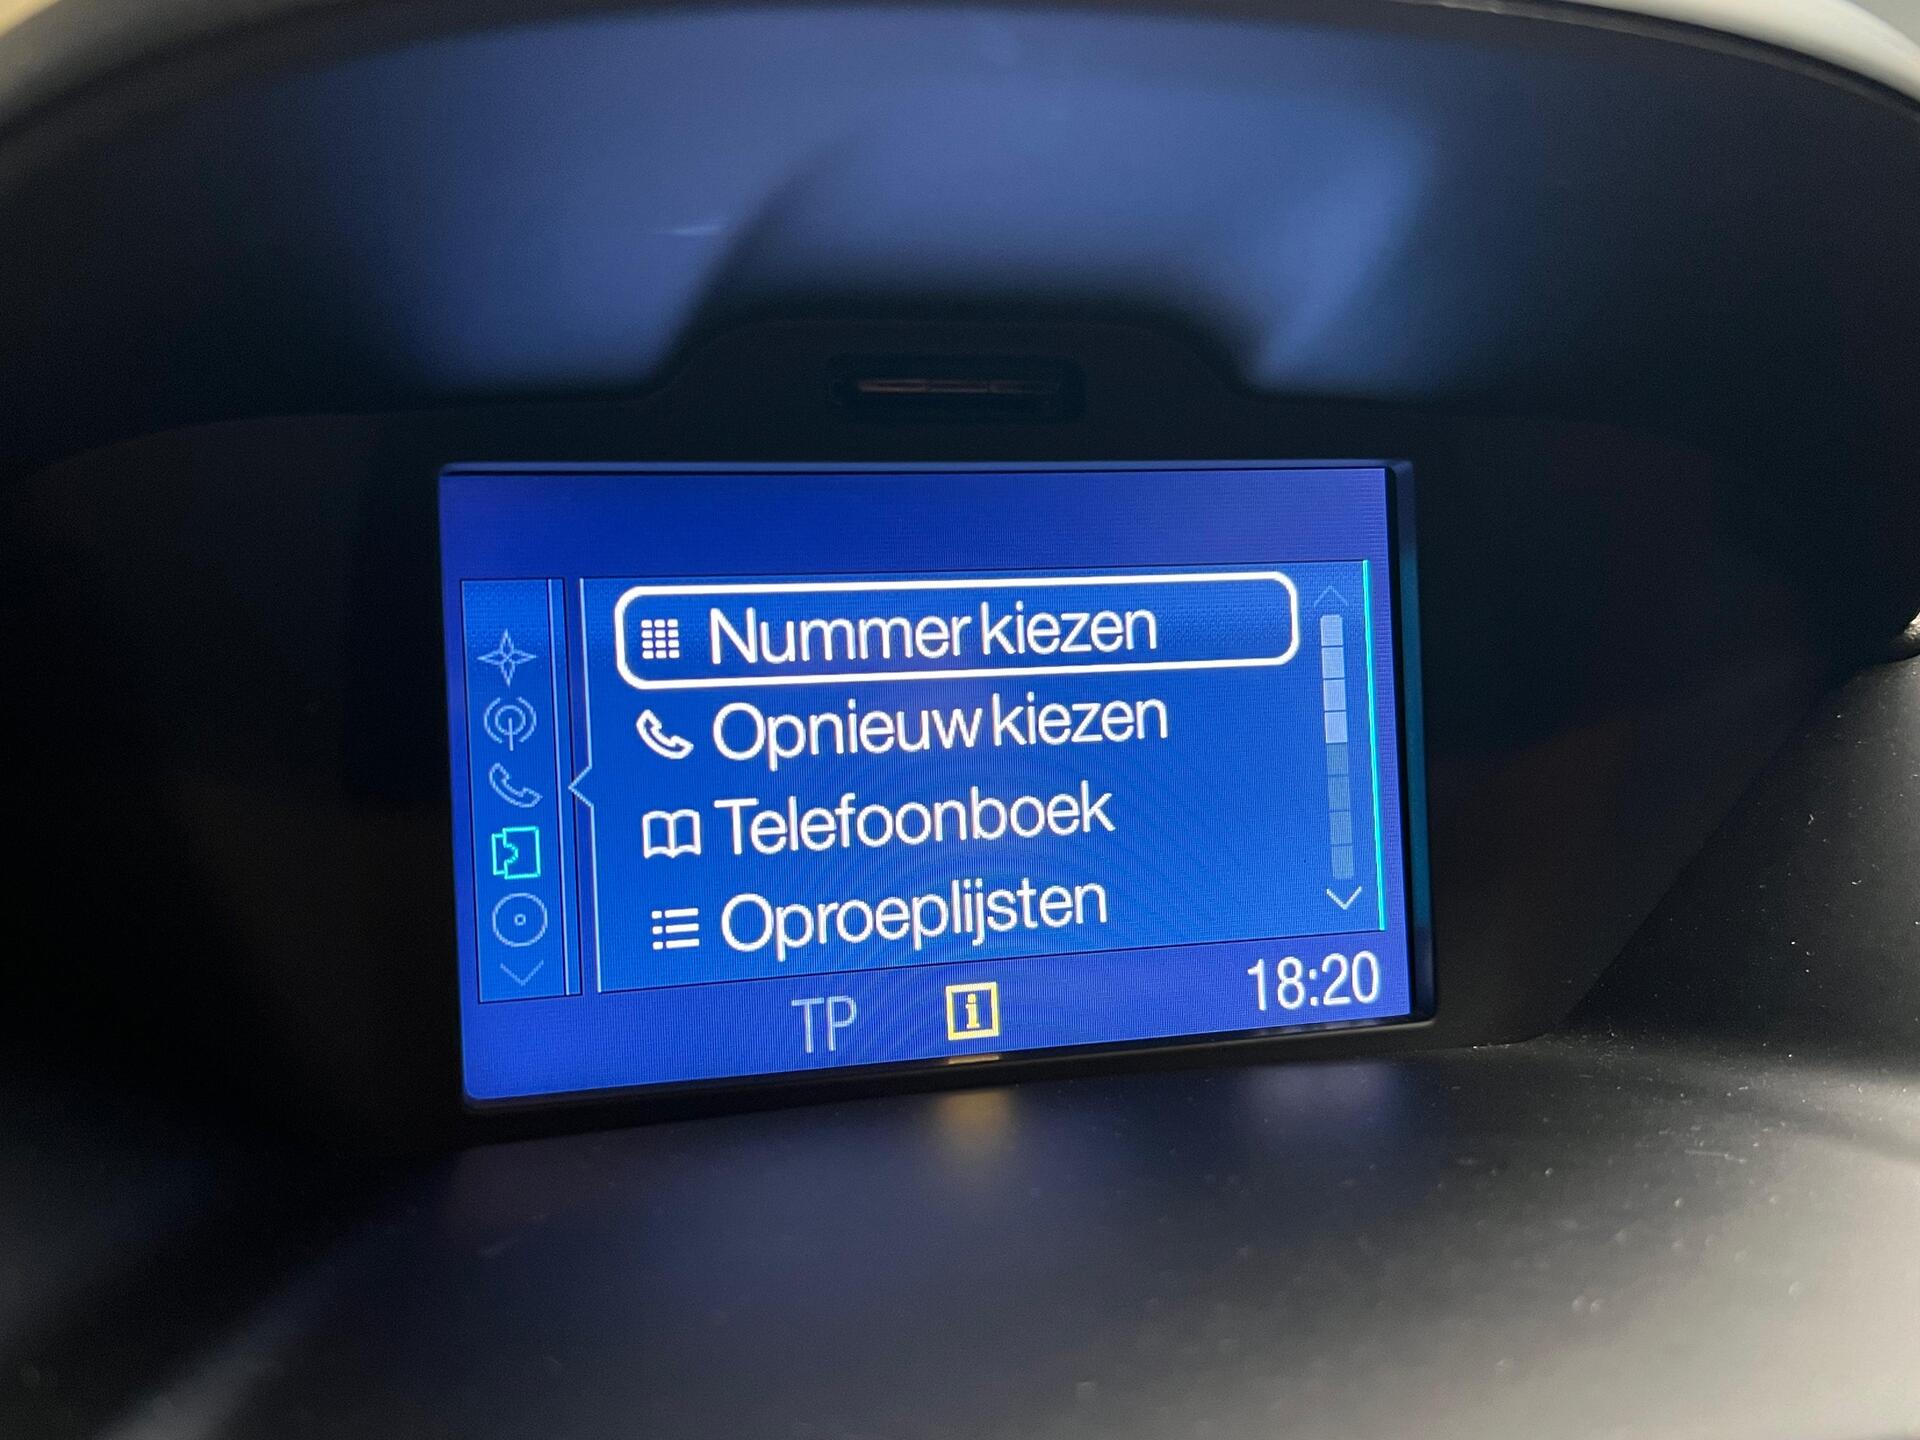 Nummer kiezen
Opnieuw kiezen
Telefoonboek
Oproeplijsten
TP i 18:20